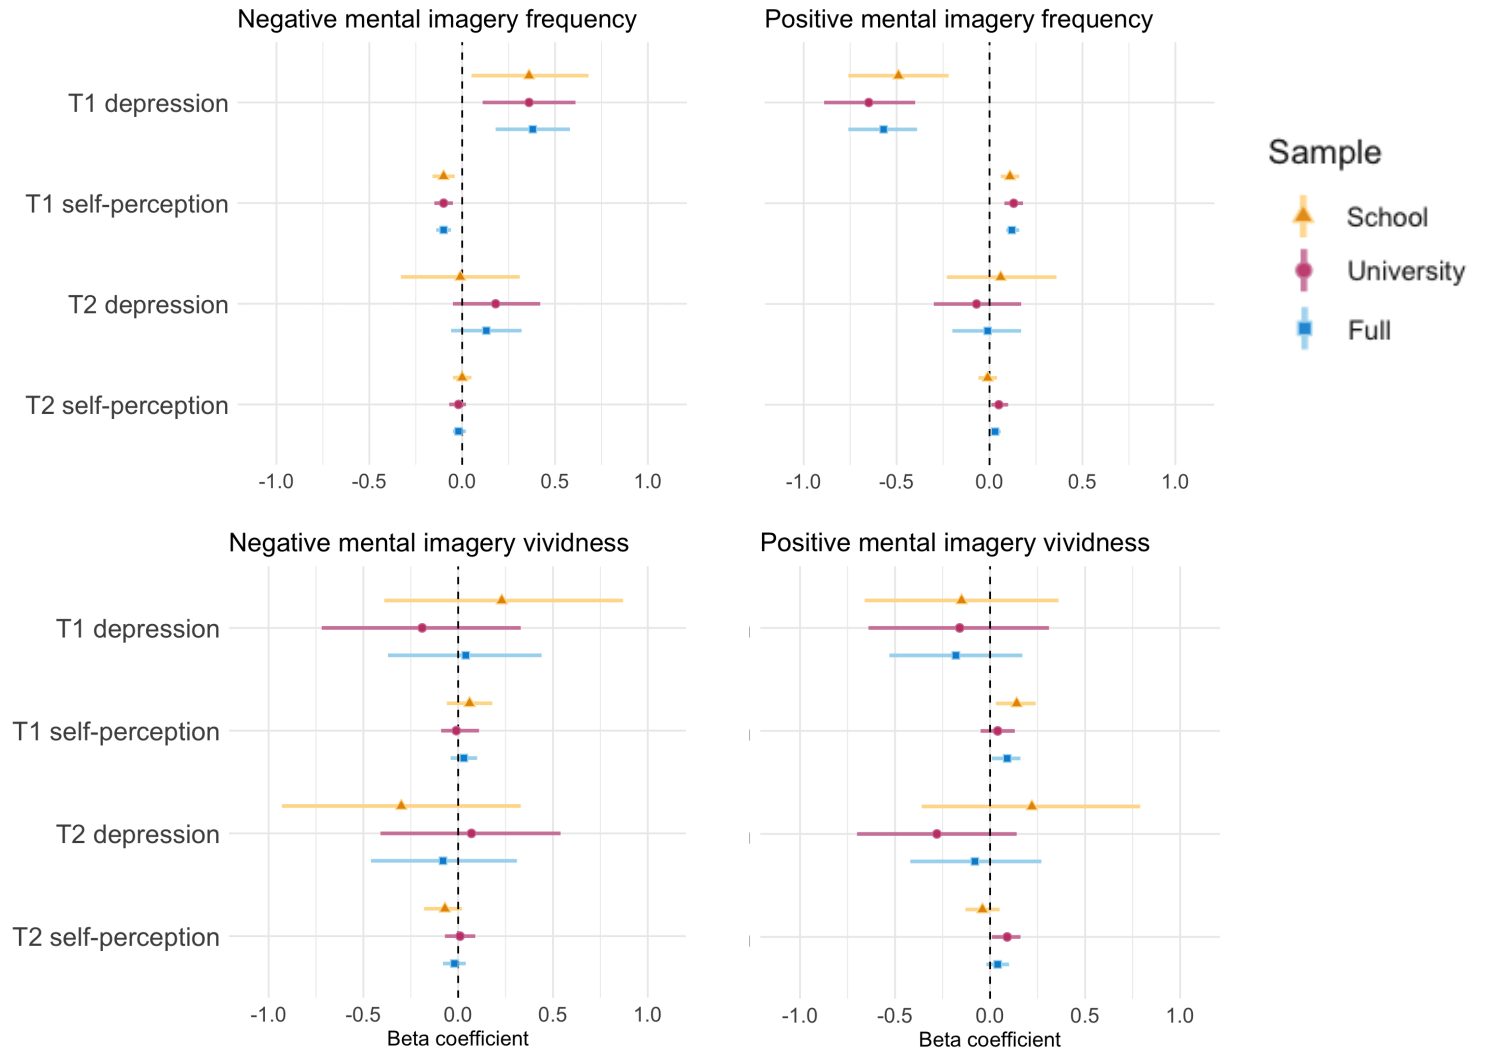 Negative mental imagery frequency
Positive mental imagery frequency
T1 depression
T1 self-perception
T2 depression
T2 self-perception
-1.0 -0.5 0.0 0.5 1.0
-1.0 -0.5 0.0 0.5 1.0
Sample
School
University
Full
Negative mental imagery vividness
Positive mental imagery vividness
T1 depression
T1 self-perception
T2 depression
T2 self-perception
-1.0 -0.5 0.0 0.5 1.0
Beta coefficient
-1.0 -0.5 0.0 0.5 1.0
Beta coefficient